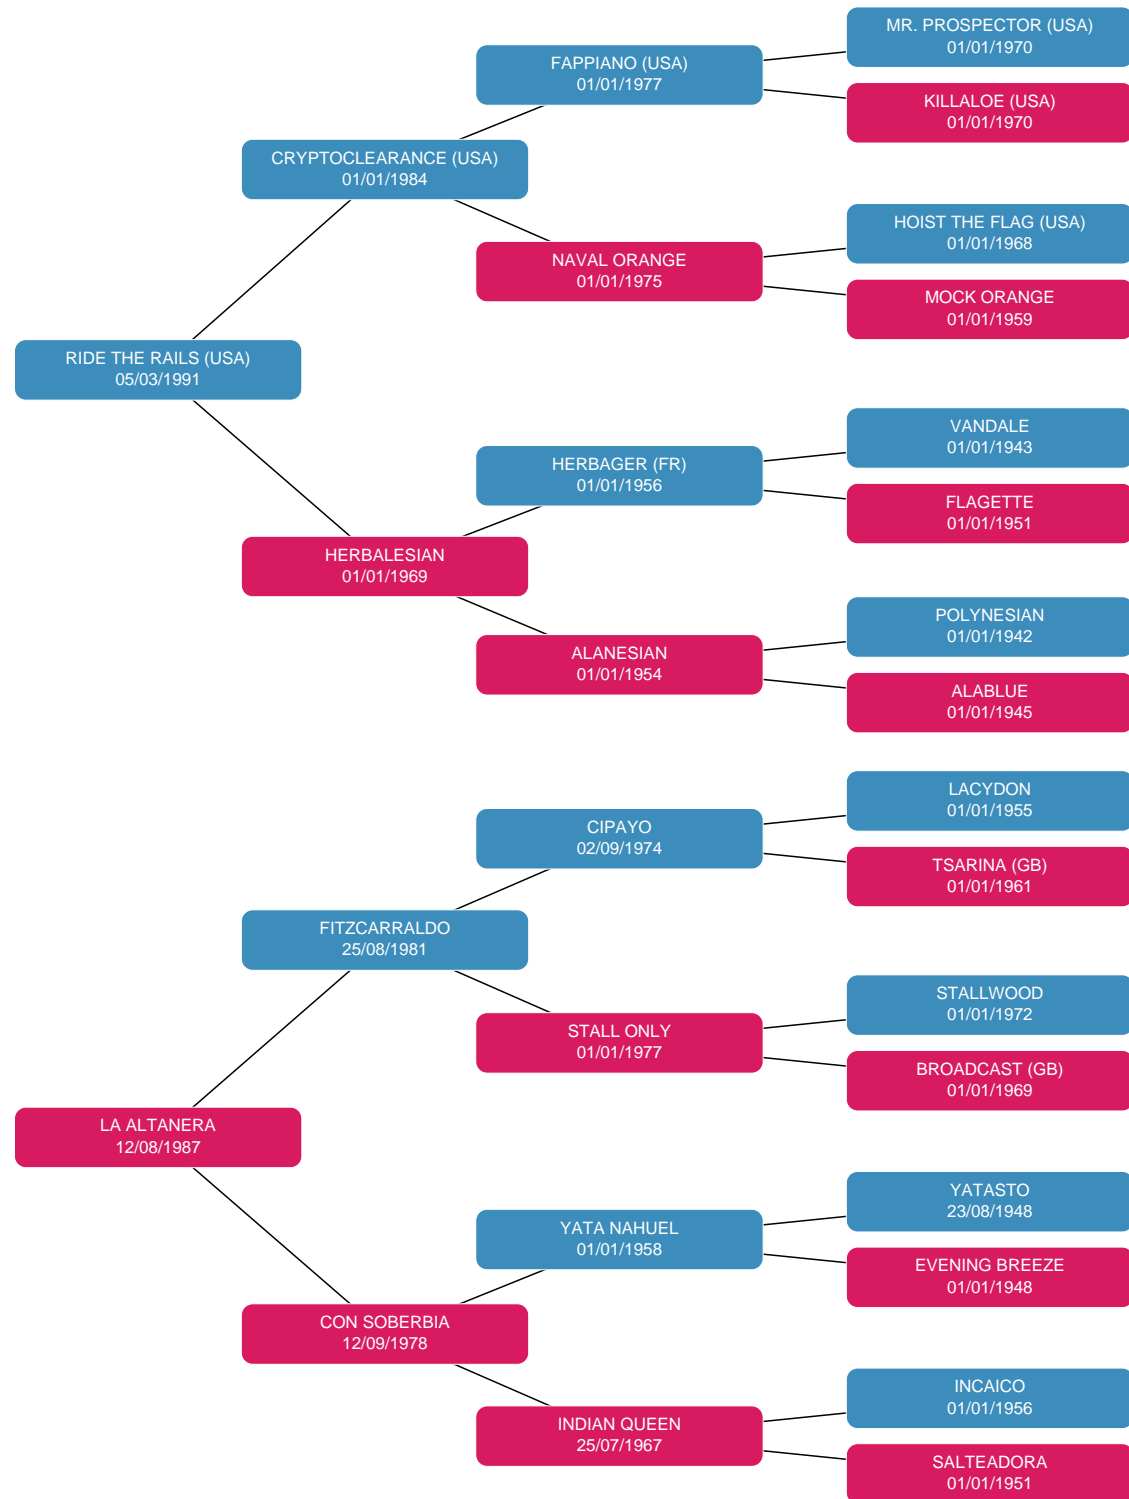 MR. PROSPECTOR (USA)
01/01/1970
FAPPIANO (USA)
01/01/1977
KILLALOE (USA)
01/01/1970
CRYPTOCLEARANCE (USA)
01/01/1984
HOIST THE FLAG (USA)
01/01/1968
NAVAL ORANGE
01/01/1975
MOCK ORANGE
01/01/1959
RIDE THE RAILS (USA)
05/03/1991
VANDALE
01/01/1943
HERBAGER (FR)
01/01/1956
FLAGETTE
01/01/1951
HERBALESIAN
01/01/1969
POLYNESIAN
01/01/1942
ALANESIAN
01/01/1954
ALABLUE
01/01/1945
LACYDON
01/01/1955
CIPAYO
02/09/1974
TSARINA (GB)
01/01/1961
FITZCARRALDO
25/08/1981
STALLWOOD
01/01/1972
STALL ONLY
01/01/1977
BROADCAST (GB)
01/01/1969
LA ALTANERA
12/08/1987
YATASTO
23/08/1948
YATA NAHUEL
01/01/1958
EVENING BREEZE
01/01/1948
CON SOBERBIA
12/09/1978
INCAICO
01/01/1956
INDIAN QUEEN
25/07/1967
SALTEADORA
01/01/1951